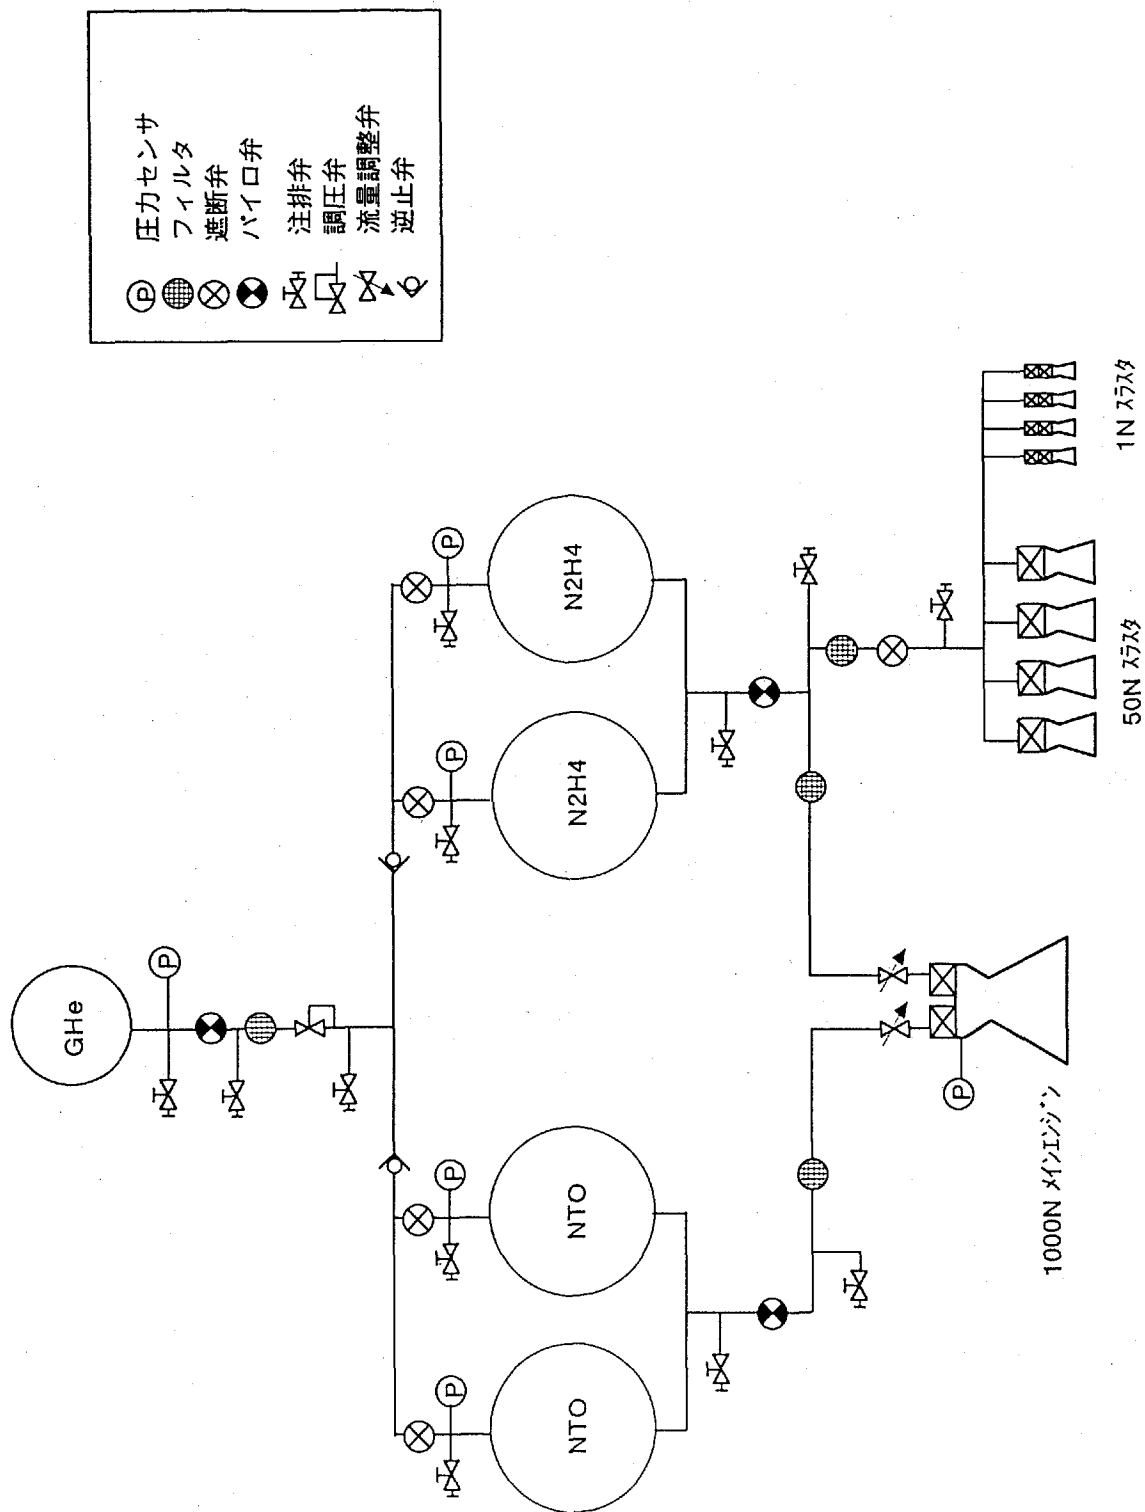 P 圧力センサ
フィルタ
遮断弁
パイロ弁
注排弁
調圧弁
流量調整弁
逆止弁
GHe
P
P
P
P
P
NTO
NTO
N2H4
N2H4
P
1000N メインエンジン
50N スラスタ
1N スラスタ